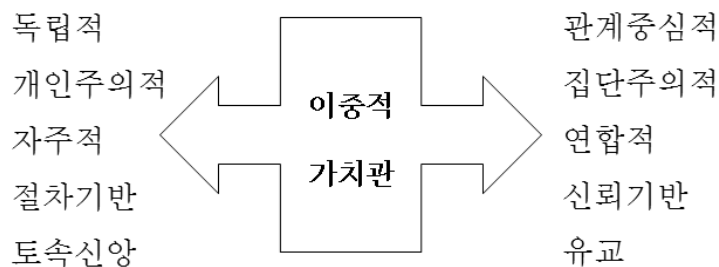 독립적
개인주의적
자주적
절차기반
토속신앙
이중적
가치관
관계중심적
집단주의적
연합적
신뢰기반
유교